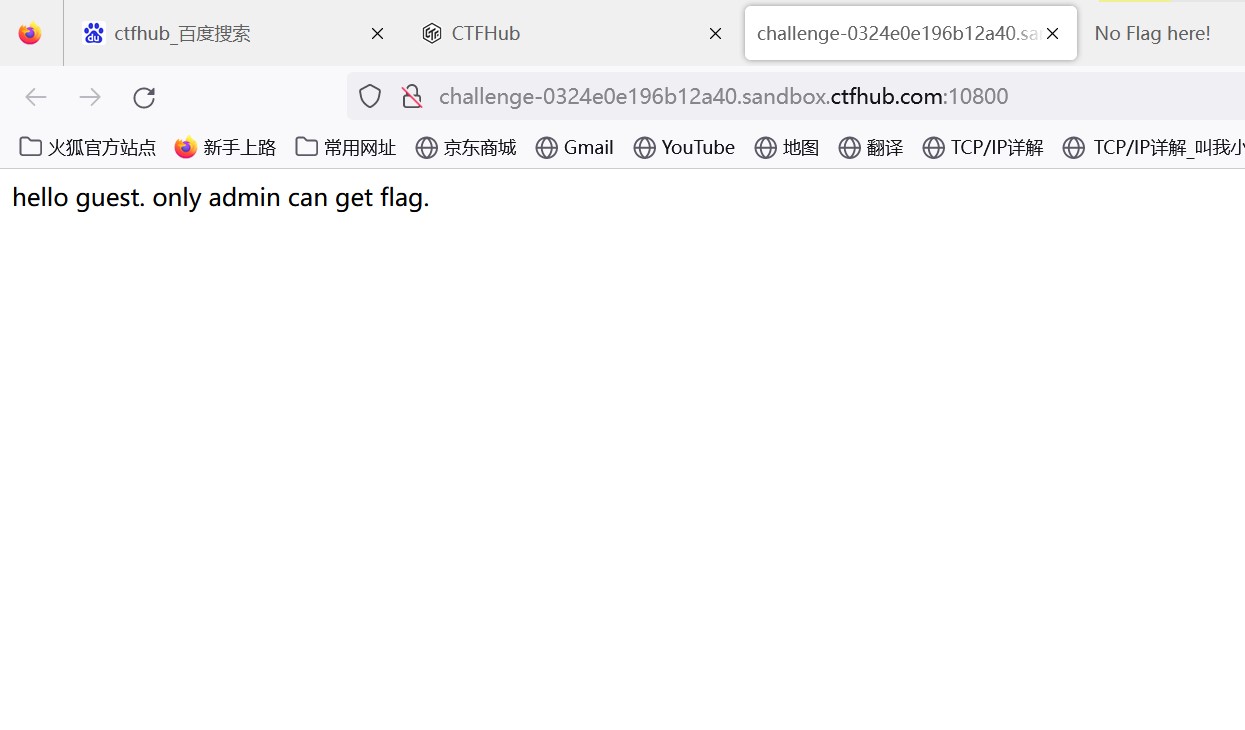 ctfhub_百度搜索 CTFHub challenge-0324e0e196b12a40.sa No Flag here!
challenge-0324e0e196b12a40.sandbox.ctfhub.com:10800
火狐官方站点 新手上路 常用网址 京东商城 Gmail YouTube 地图 翻译 TCP/IP详解 TCP/IP详解_叫我小
hello guest. only admin can get flag.